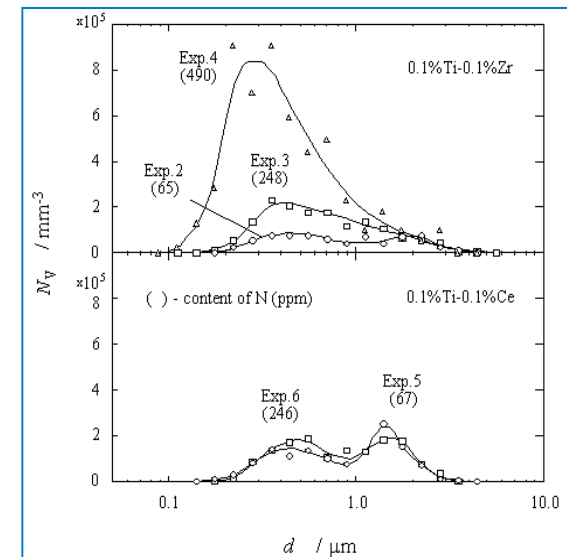 x10⁵
8
6
4
2
0
Exp.4
(490)
0.1%Ti-0.1%Zr
Exp.2
(65)
Exp.3
(248)
N_V / mm⁻³
x10⁵
8
6
4
2
0
( ) - content of N (ppm)
0.1%Ti-0.1%Ce
Exp.6
(246)
Exp.5
(67)
0.1 1.0 10.0
d / μm